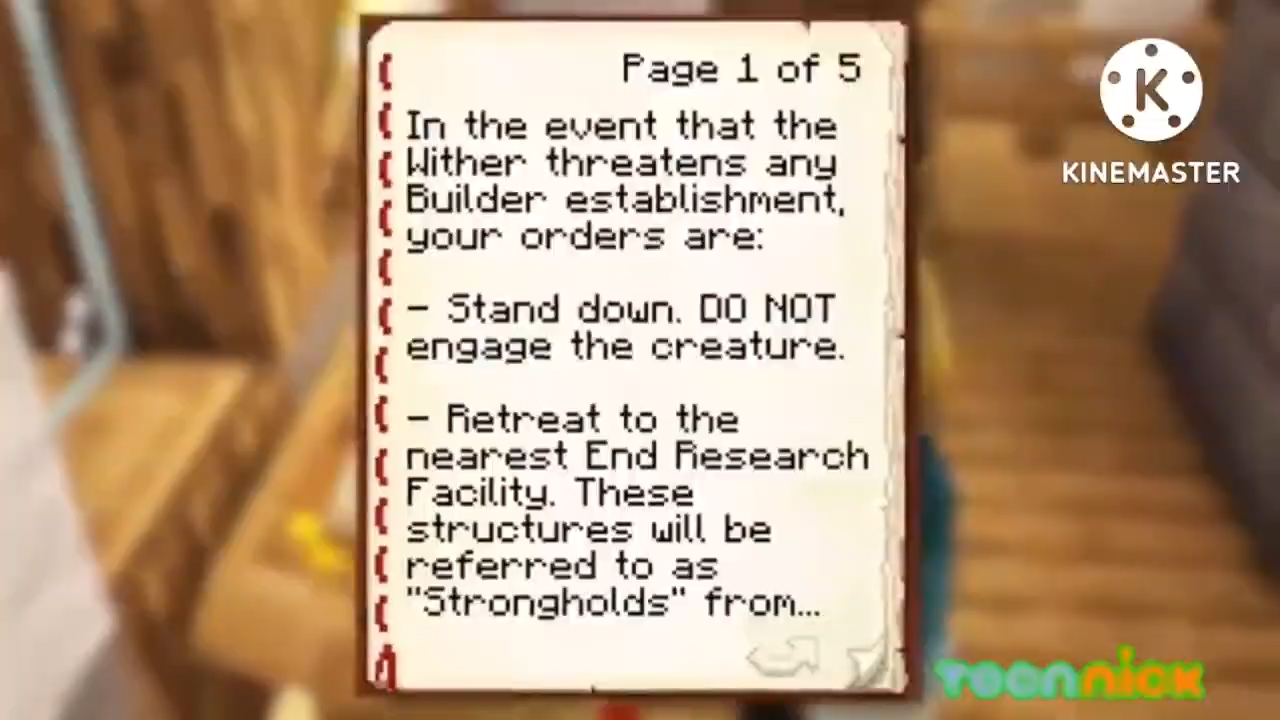 Page 1 of 5
In the event that the
Wither threatens any
Builder establishment,
your orders are:
- Stand down. DO NOT
engage the creature.
- Retreat to the
nearest End Research
Facility. These
structures will be
referred to as
"Strongholds" from...
K
KINEMASTER
toonnick